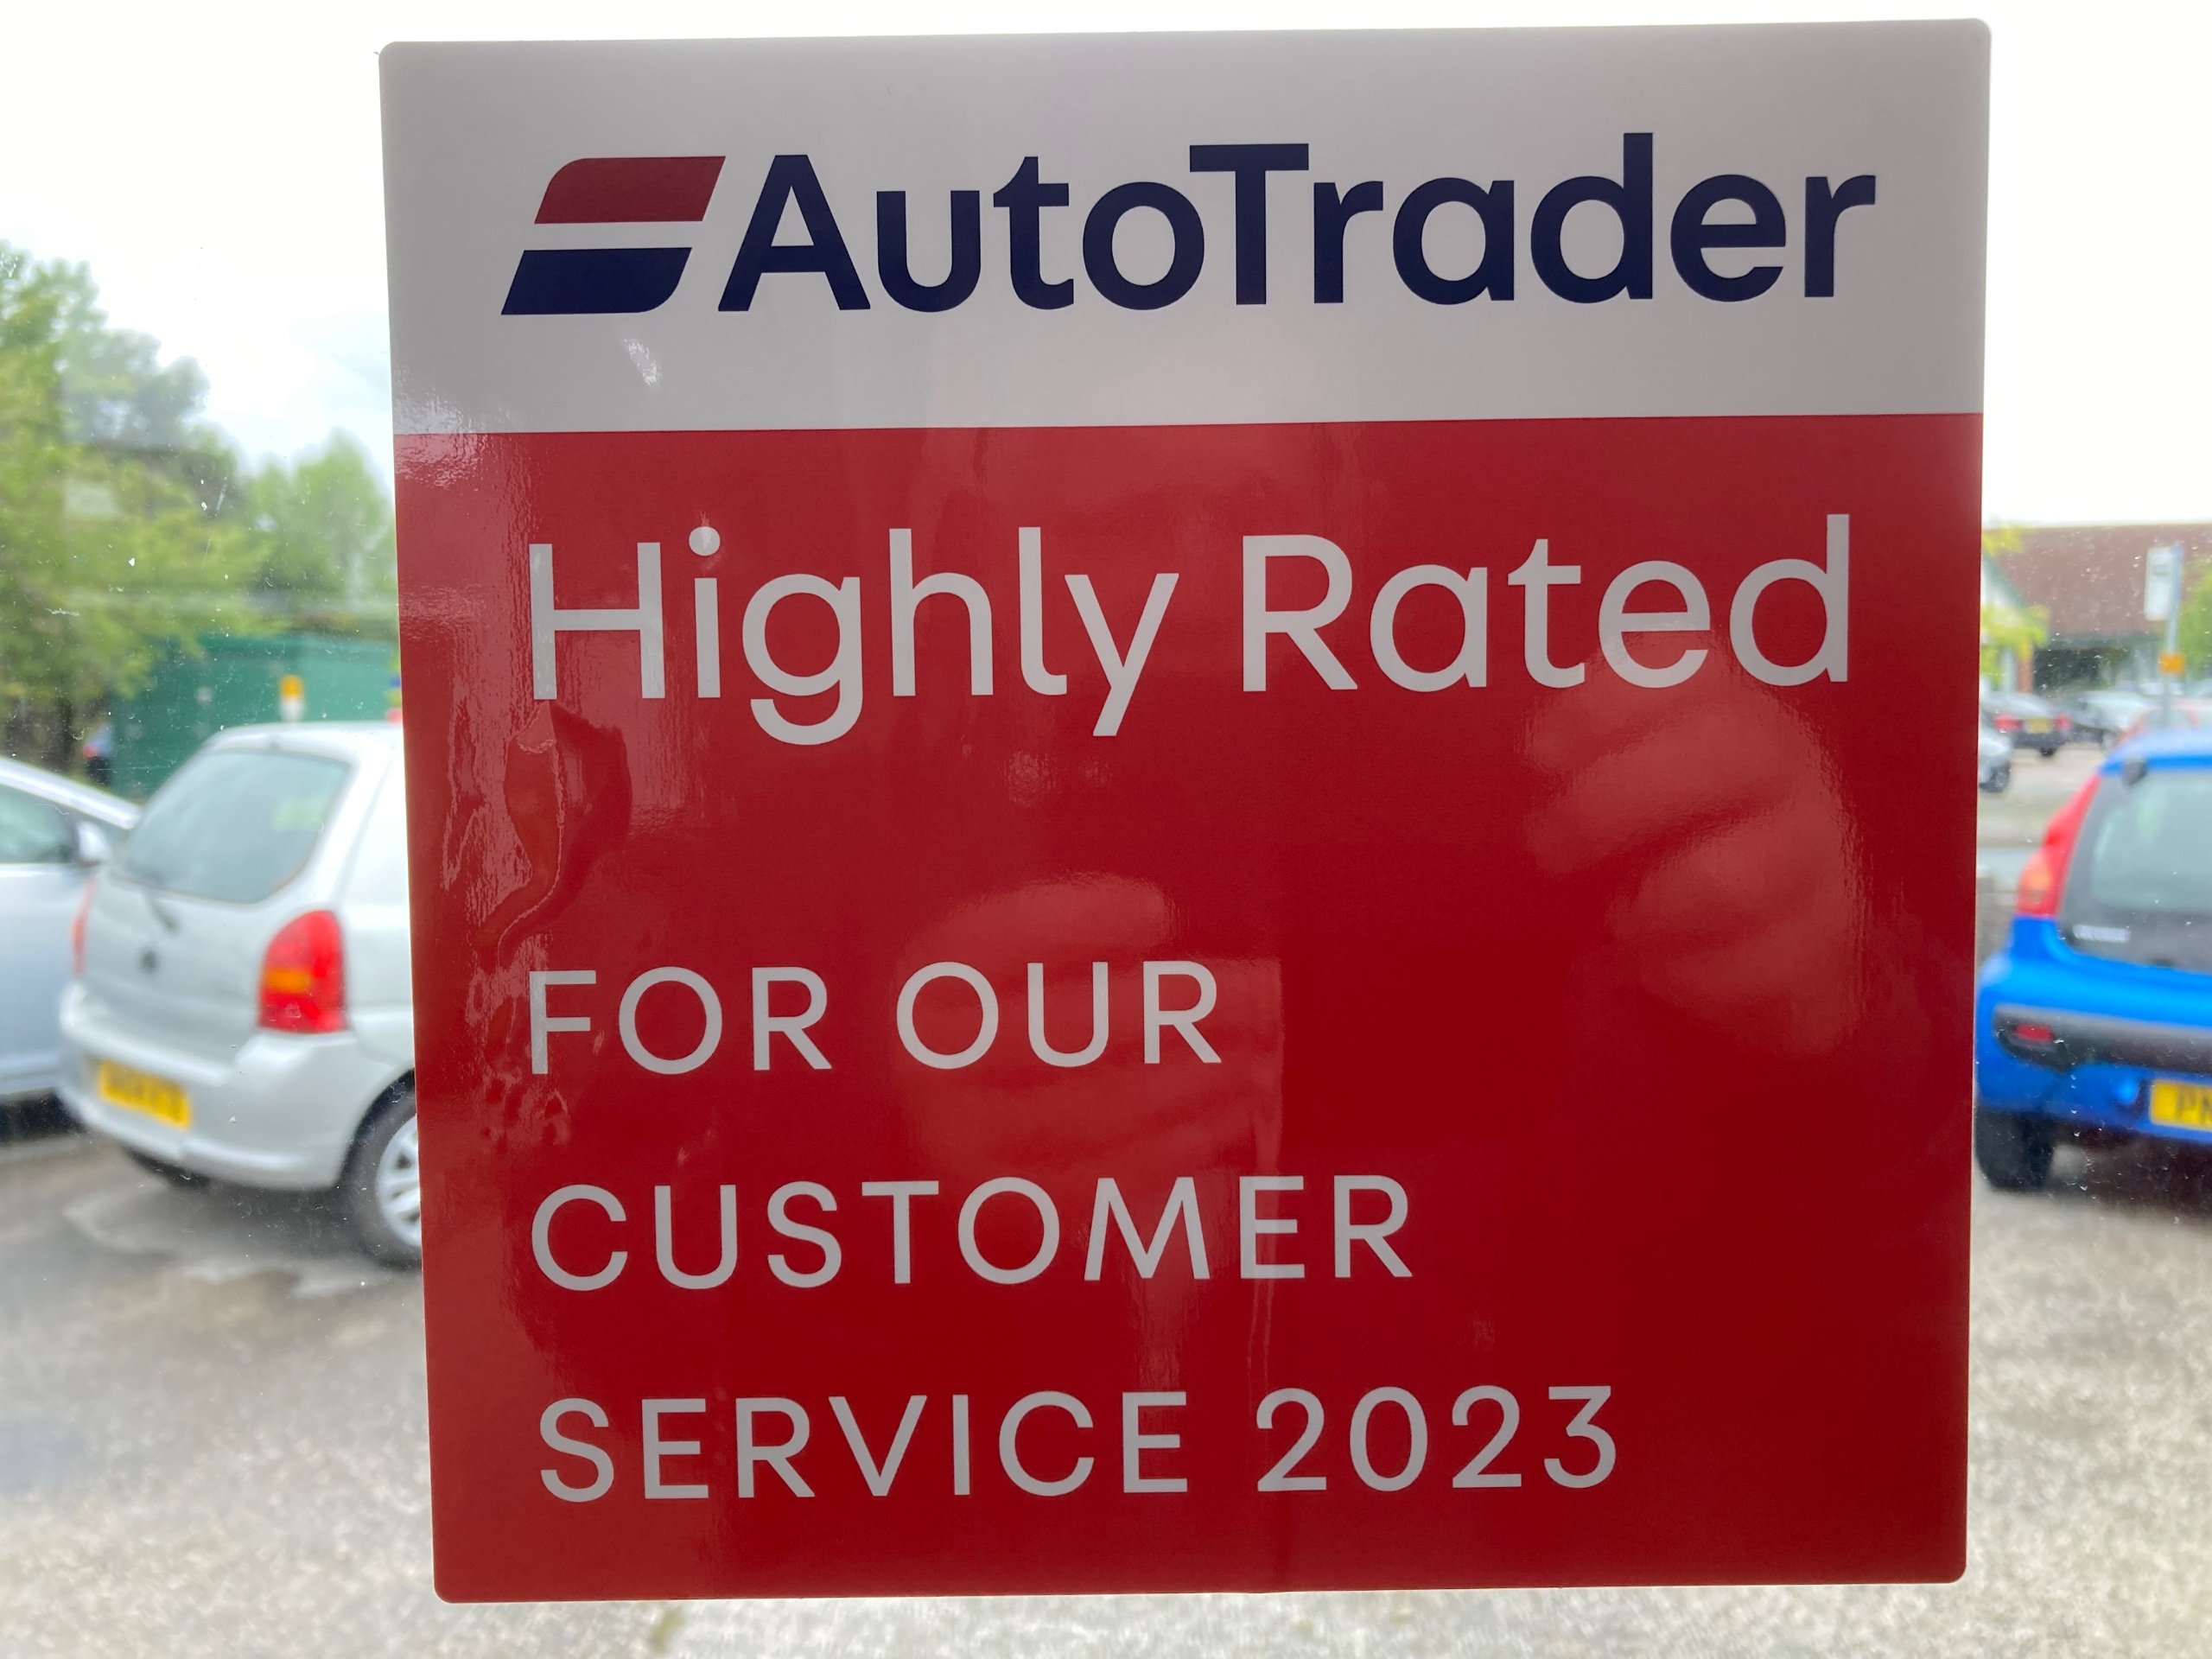 AutoTrader
Highly Rated
FOR OUR
CUSTOMER
SERVICE 2023